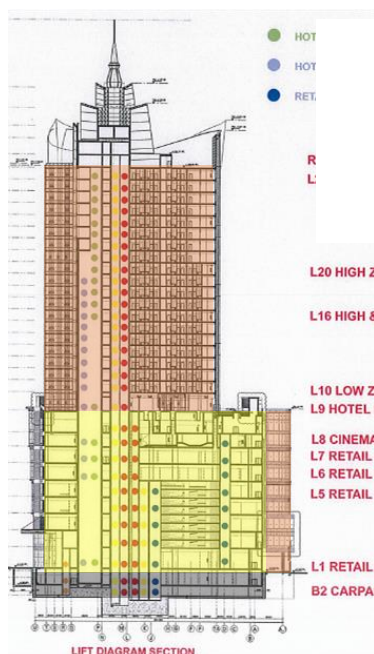 HOT
HOT
RETA
R
L
L20 HIGH Z
L16 HIGH &
L10 LOW Z
L9 HOTEL
L8 CINEMA
L7 RETAIL
L6 RETAIL
L5 RETAIL
L1 RETAIL
B2 CARPA
LIFT DIAGRAM SECTION